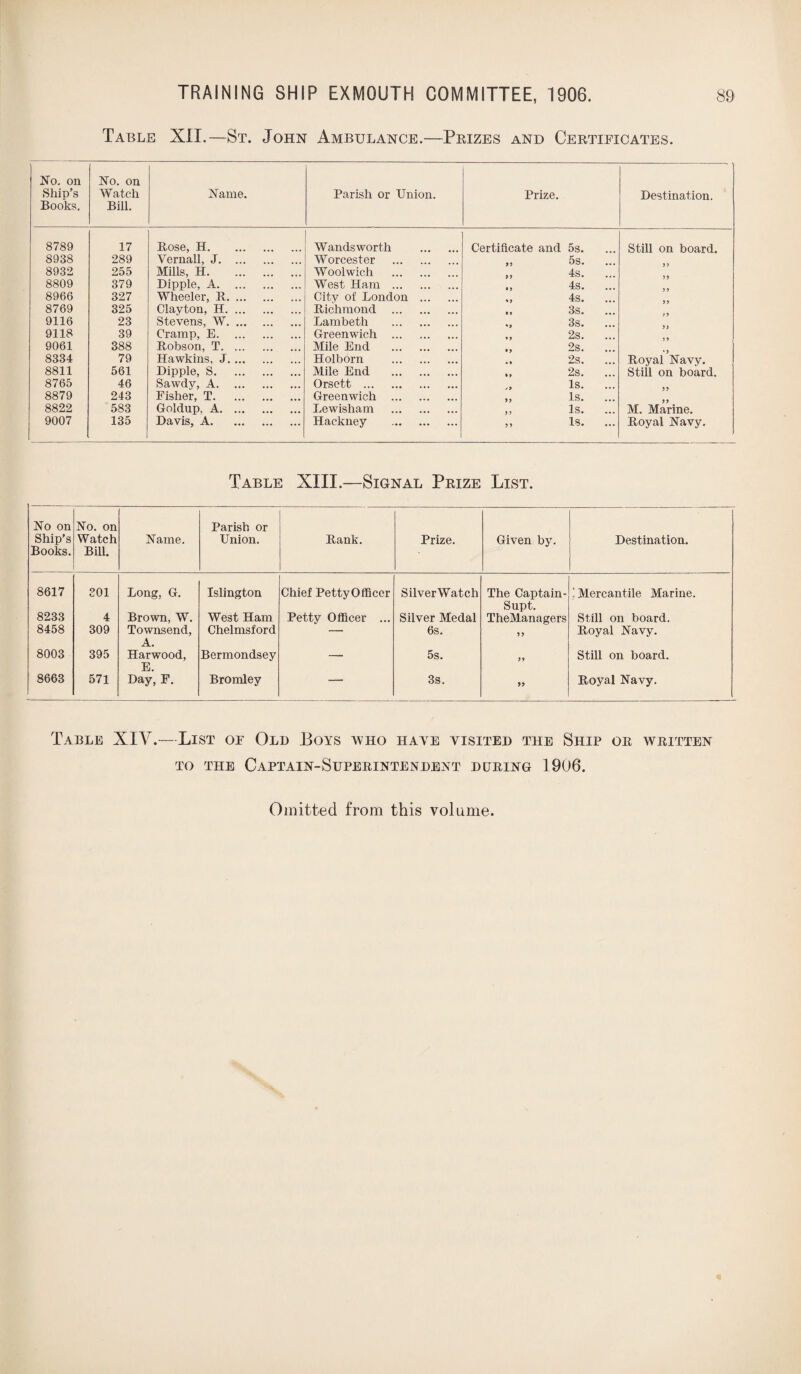 TRAINING SHIP EXMOUTH COMMITTEE, 1906. 89
TABLE XII.—ST. JOHN AMBULANCE.—PRIZES AND CERTIFICATES.
No. on Ship's Books. | No. on Watch Bill. | Name. | Parish or Union. | Prize. | Destination.
8789 | 17 | Rose, H. ... ... ... | Wandsworth ... ... | Certificate and 5s. ... | Still on board.
8938 | 289 | Vernall, J. ... ... ... | Worcester ... ... ... | ,, 5s. ... | ,,
8932 | 255 | Mills, H. ... ... ... | Woolwich ... ... ... | ,, 4s. ... | ,,
8809 | 379 | Dipple, A. ... ... ... | West Ham ... ... ... | ,, 4s. ... | ,,
8966 | 327 | Wheeler, R. ... ... ... | City of London ... ... | ,, 4s. ... | ,,
8769 | 325 | Clayton, H. ... ... ... | Richmond ... ... ... | ,, 3s. ... | ,,
9116 | 23 | Stevens, W. ... ... ... | Lambeth ... ... ... | ,, 3s. ... | ,,
9118 | 39 | Cramp, E. ... ... ... | Greenwich ... ... ... | ,, 2s. ... | ,,
9061 | 388 | Robson, T. ... ... ... | Mile End ... ... ... | ,, 2s. ... | ,,
8334 | 79 | Hawkins, J. ... ... ... | Holborn ... ... ... | ,, 2s. ... | Royal Navy.
8811 | 561 | Dipple, S. ... ... ... | Mile End ... ... ... | ,, 2s. ... | Still on board.
8765 | 46 | Sawdy, A. ... ... ... | Orsett ... ... ... ... | ,, 1s. ... | ,,
8879 | 243 | Fisher, T. ... ... ... | Greenwich ... ... ... | ,, 1s. ... | ,,
8822 | 583 | Goldup, A. ... ... ... | Lewisham ... ... ... | ,, 1s. ... | M. Marine.
9007 | 135 | Davis, A. ... ... ... | Hackney ... ... ... | ,, 1s. ... | Royal Navy.
TABLE XIII.—SIGNAL PRIZE LIST.
No on Ship's Books. | No. on Watch Bill. | Name. | Parish or Union. | Rank. | Prize. | Given by. | Destination.
8617 | 201 | Long, G. | Islington | Chief Petty Officer | Silver Watch | The Captain-Supt. | Mercantile Marine.
8233 | 4 | Brown, W. | West Ham | Petty Officer ... | Silver Medal | The Managers | Still on board.
8458 | 309 | Townsend, A. | Chelmsford | — | 6s. | ,, | Royal Navy.
8003 | 395 | Harwood, E. | Bermondsey | — | 5s. | ,, | Still on board.
8663 | 571 | Day, F. | Bromley | — | 3s. | ,, | Royal Navy.
TABLE XIV.—LIST OF OLD BOYS WHO HAVE VISITED THE SHIP OR WRITTEN
TO THE CAPTAIN-SUPERINTENDENT DURING 1906.
Omitted from this volume.